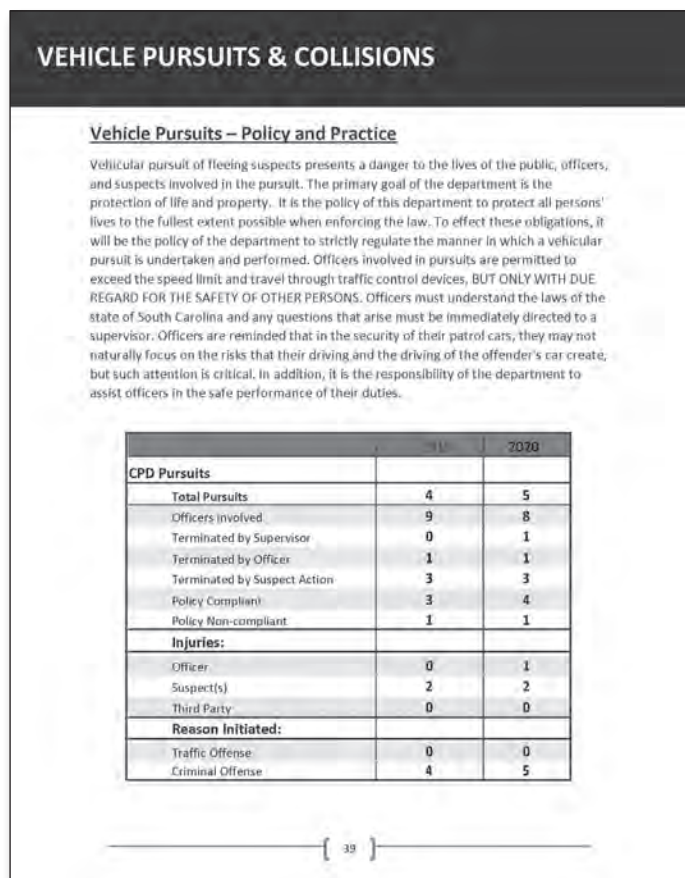 VEHICLE PURSUITS & COLLISIONS
Vehicle Pursuits – Policy and Practice
Vehicular pursuit of fleeing suspects presents a danger to the lives of the public, officers,
and suspects involved in the pursuit. The primary goal of the department is the
protection of life and property. It is the policy of this department to protect all persons'
lives to the fullest extent possible when enforcing the law. To effect these obligations, it
will be the policy of the department to strictly regulate the manner in which a vehicular
pursuit is undertaken and performed. Officers involved in pursuits are permitted to
exceed the speed limit and travel through traffic control devices, BUT ONLY WITH DUE
REGARD FOR THE SAFETY OF OTHER PERSONS. Officers must understand the laws of the
state of South Carolina and any questions that arise must be immediately directed to a
supervisor. Officers are reminded that in the security of their patrol cars, they may not
naturally focus on the risks that their driving and the driving of the offender's car create,
but such attention is critical. In addition, it is the responsibility of the department to
assist officers in the safe performance of their duties.
2020
CPD Pursuits
Total Pursuits 4 5
Officers Involved 9 8
Terminated by Supervisor 0 1
Terminated by Officer 1 1
Terminated by Suspect Action 3 3
Policy Compliant 3 4
Policy Non-compliant 1 1
Injuries:
Officer 0 1
Suspect(s) 2 2
Third Party 0 0
Reason Initiated:
Traffic Offense 0 0
Criminal Offense 4 5
39